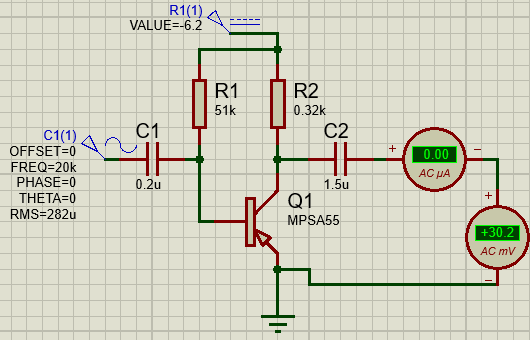 R1(1)
VALUE=-6.2
R1
51k
R2
0.32k
C1(1)
OFFSET=0
FREQ=20k
PHASE=0
THETA=0
RMS=282u
C1
0.2u
C2
1.5u
+
−
0.00
AC µA
Q1
MPSA55
+
+30.2
AC mV
−